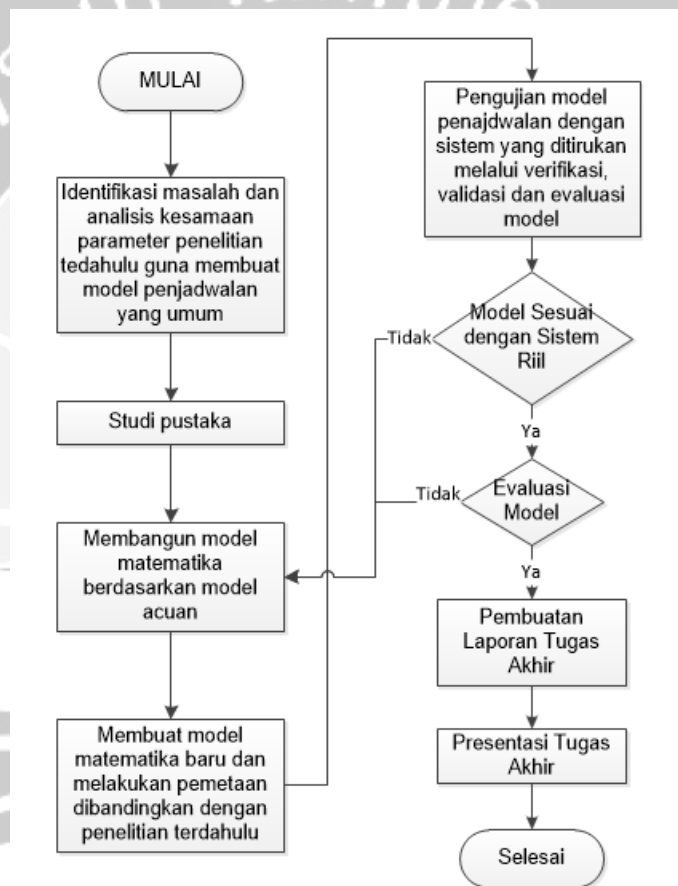 MULAI
Identifikasi masalah dan
analisis kesamaan
parameter penelitian
tedahulu guna membuat
model penjadwalan
yang umum
Studi pustaka
Membangun model
matematika
berdasarkan model
acuan
Membuat model
matematika baru dan
melakukan pemetaan
dibandingkan dengan
penelitian terdahulu
Pengujian model
penajdwalan dengan
sistem yang ditirukan
melalui verifikasi,
validasi dan evaluasi
model
Model Sesuai
dengan Sistem
Riil
Tidak
Ya
Evaluasi
Model
Tidak
Ya
Pembuatan
Laporan Tugas
Akhir
Presentasi Tugas
Akhir
Selesai